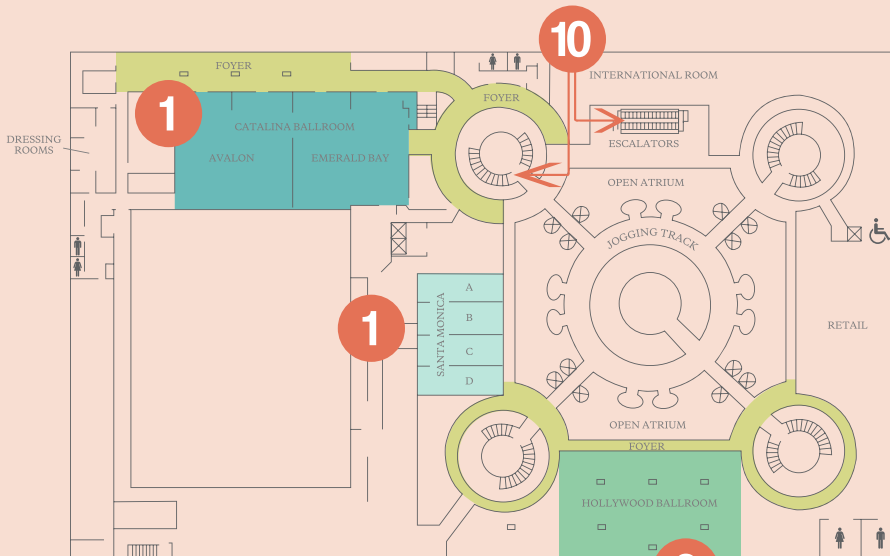 10
INTERNATIONAL ROOM
FOYER
FOYER
1
CATALINA BALLROOM
ESCALATORS
DRESSING
ROOMS
AVALON
EMERALD BAY
OPEN ATRIUM
JOGGING TRACK
A
B
C
D
SANTA MONICA
1
RETAIL
OPEN ATRIUM
FOYER
HOLLYWOOD BALLROOM